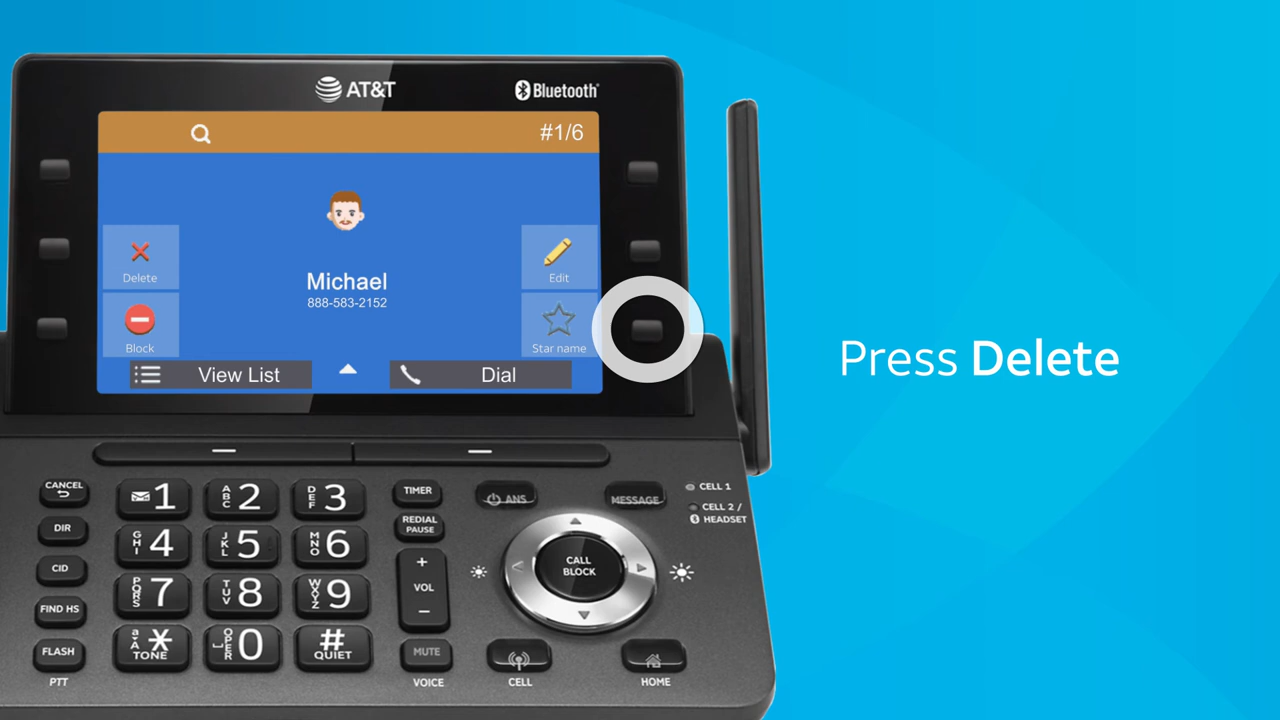 AT&T
Bluetooth
#1/6
Delete
Edit
Michael
888-583-2152
Block
Star name
View List
Dial
Press Delete
CANCEL
1
ABC 2
DEF 3
TIMER
ANS
MESSAGE
CELL 1
CELL 2 /
HEADSET
DIR
GHI 4
JKL 5
MNO 6
REDIAL
PAUSE
CID
PQRS 7
TUV 8
WXYZ 9
+
VOL
−
CALL
BLOCK
FIND HS
FLASH
PTT
aA *
TONE
OPER 0
#
QUIET
MUTE
VOICE
CELL
HOME